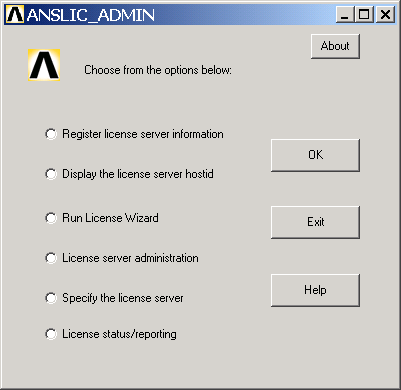 ANSLIC_ADMIN
About
Choose from the options below:
Register license server information
OK
Display the license server hostid
Run License Wizard
Exit
License server administration
Specify the license server
Help
License status/reporting